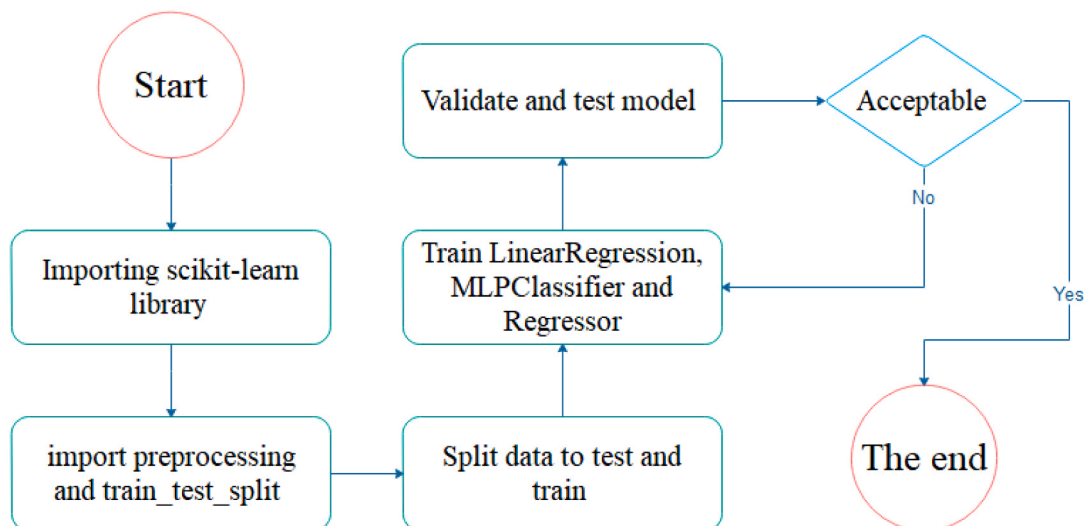 Start
Importing scikit-learn
library
import preprocessing
and train_test_split
Split data to test and
train
Train LinearRegression,
MLPClassifier and
Regressor
Validate and test model
Acceptable
No
Yes
The end